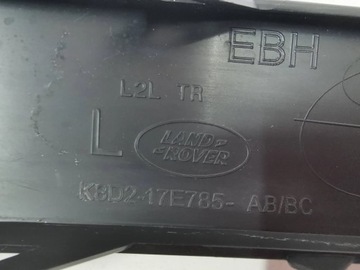 EBH
L2L TR
L
LAND-
-ROVER
K8D2-17E785- AB/BC